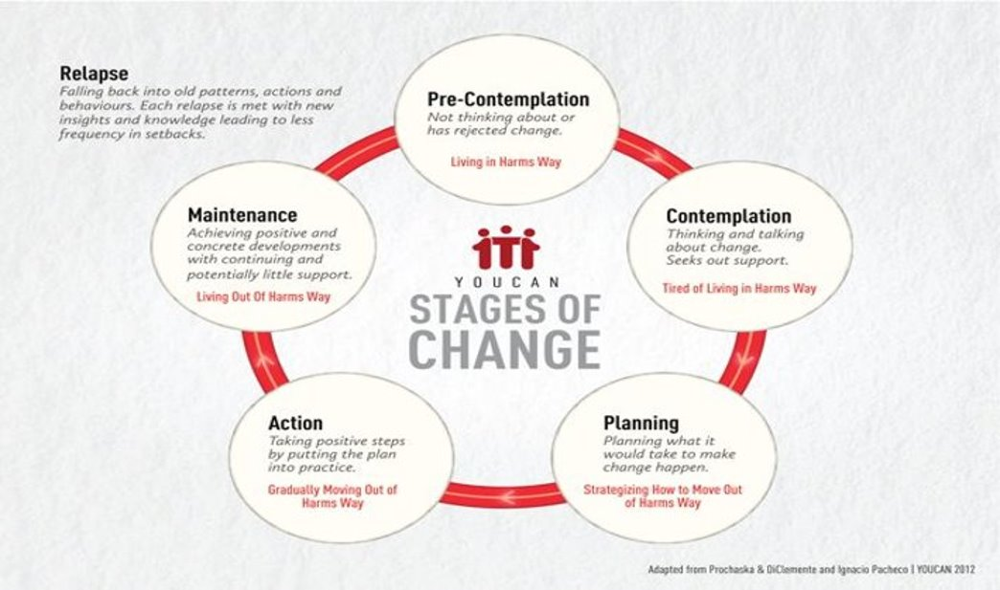 Relapse
Falling back into old patterns, actions and
behaviours. Each relapse is met with new
insights and knowledge leading to less
frequency in setbacks.
Pre-Contemplation
Not thinking about or
has rejected change.
Living in Harms Way
Contemplation
Thinking and talking
about change.
Seeks out support.
Tired of Living in Harms Way
Planning
Planning what it
would take to make
change happen.
Strategizing How to Move Out
of Harms Way
Action
Taking positive steps
by putting the plan
into practice.
Gradually Moving Out of
Harms Way
Maintenance
Achieving positive and
concrete developments
with continuing and
potentially little support.
Living Out Of Harms Way
YOUCAN
STAGES OF
CHANGE
Adapted from Prochaska & DiClemente and Ignacio Pacheco | YOUCAN 2012